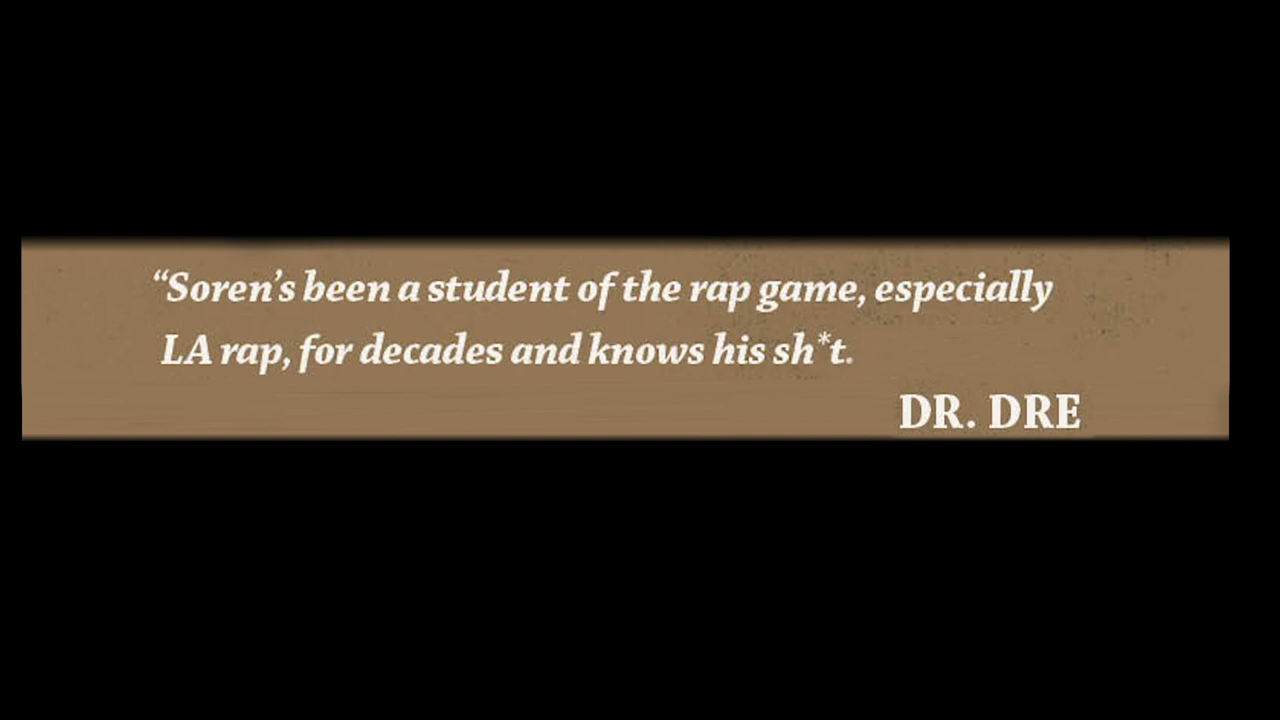 “Soren’s been a student of the rap game, especially
LA rap, for decades and knows his sh*t.
DR. DRE